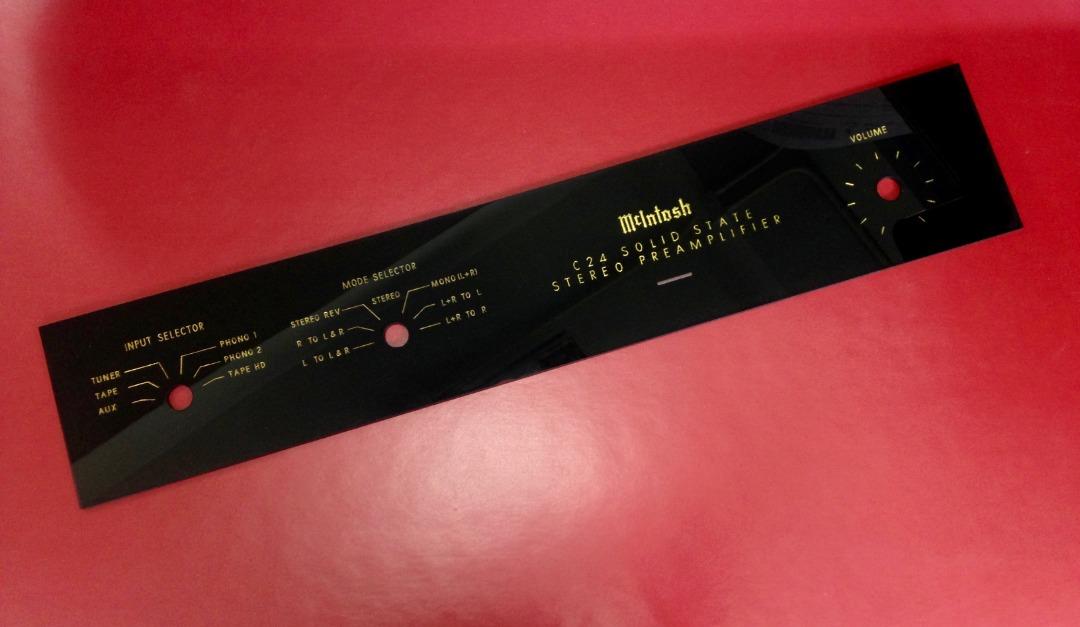 INPUT SELECTOR
TUNER
TAPE
AUX
PHONO 1
PHONO 2
TAPE HD
MODE SELECTOR
STEREO REV
R TO L&R
L TO L&R
STEREO
MONO (L+R)
L+R TO L
L+R TO R
McIntosh
C24 SOLID STATE
STEREO PREAMPLIFIER
VOLUME